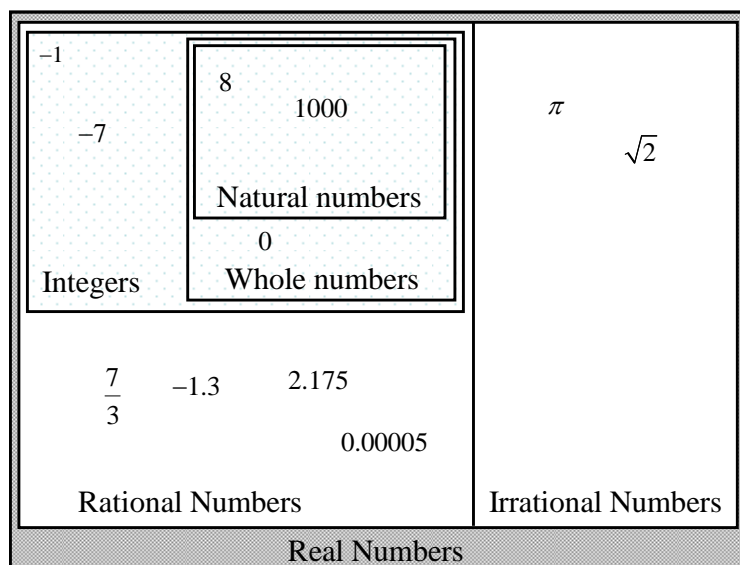 –1
8
1000
π
–7
√2
Natural numbers
0
Integers
Whole numbers
7/3 –1.3 2.175
0.00005
Rational Numbers
Irrational Numbers
Real Numbers